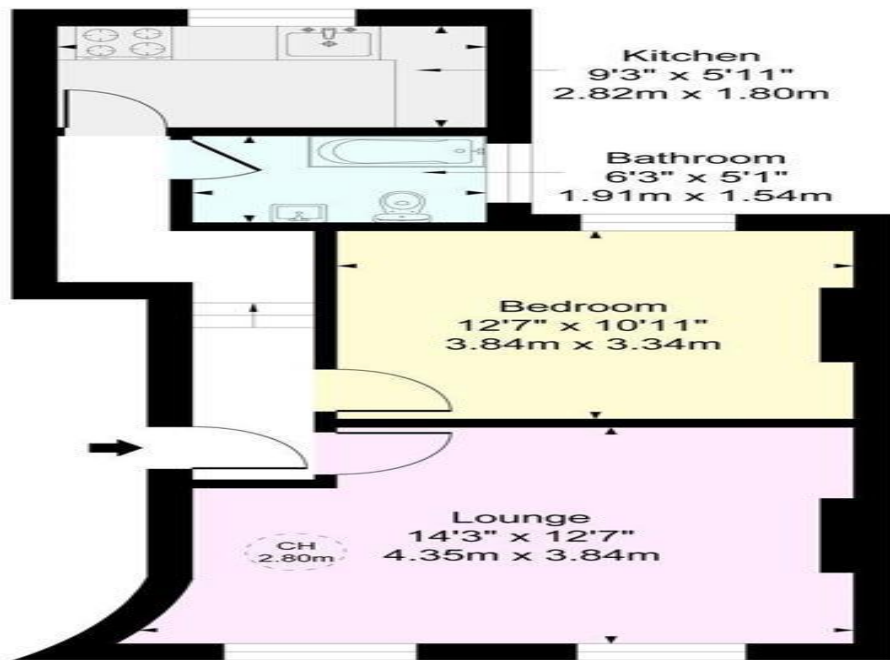 Kitchen
9'3" x 5'11"
2.82m x 1.80m
Bathroom
6'3" x 5'1"
1.91m x 1.54m
Bedroom
12'7" x 10'11"
3.84m x 3.34m
Lounge
14'3" x 12'7"
4.35m x 3.84m
CH
2.80m